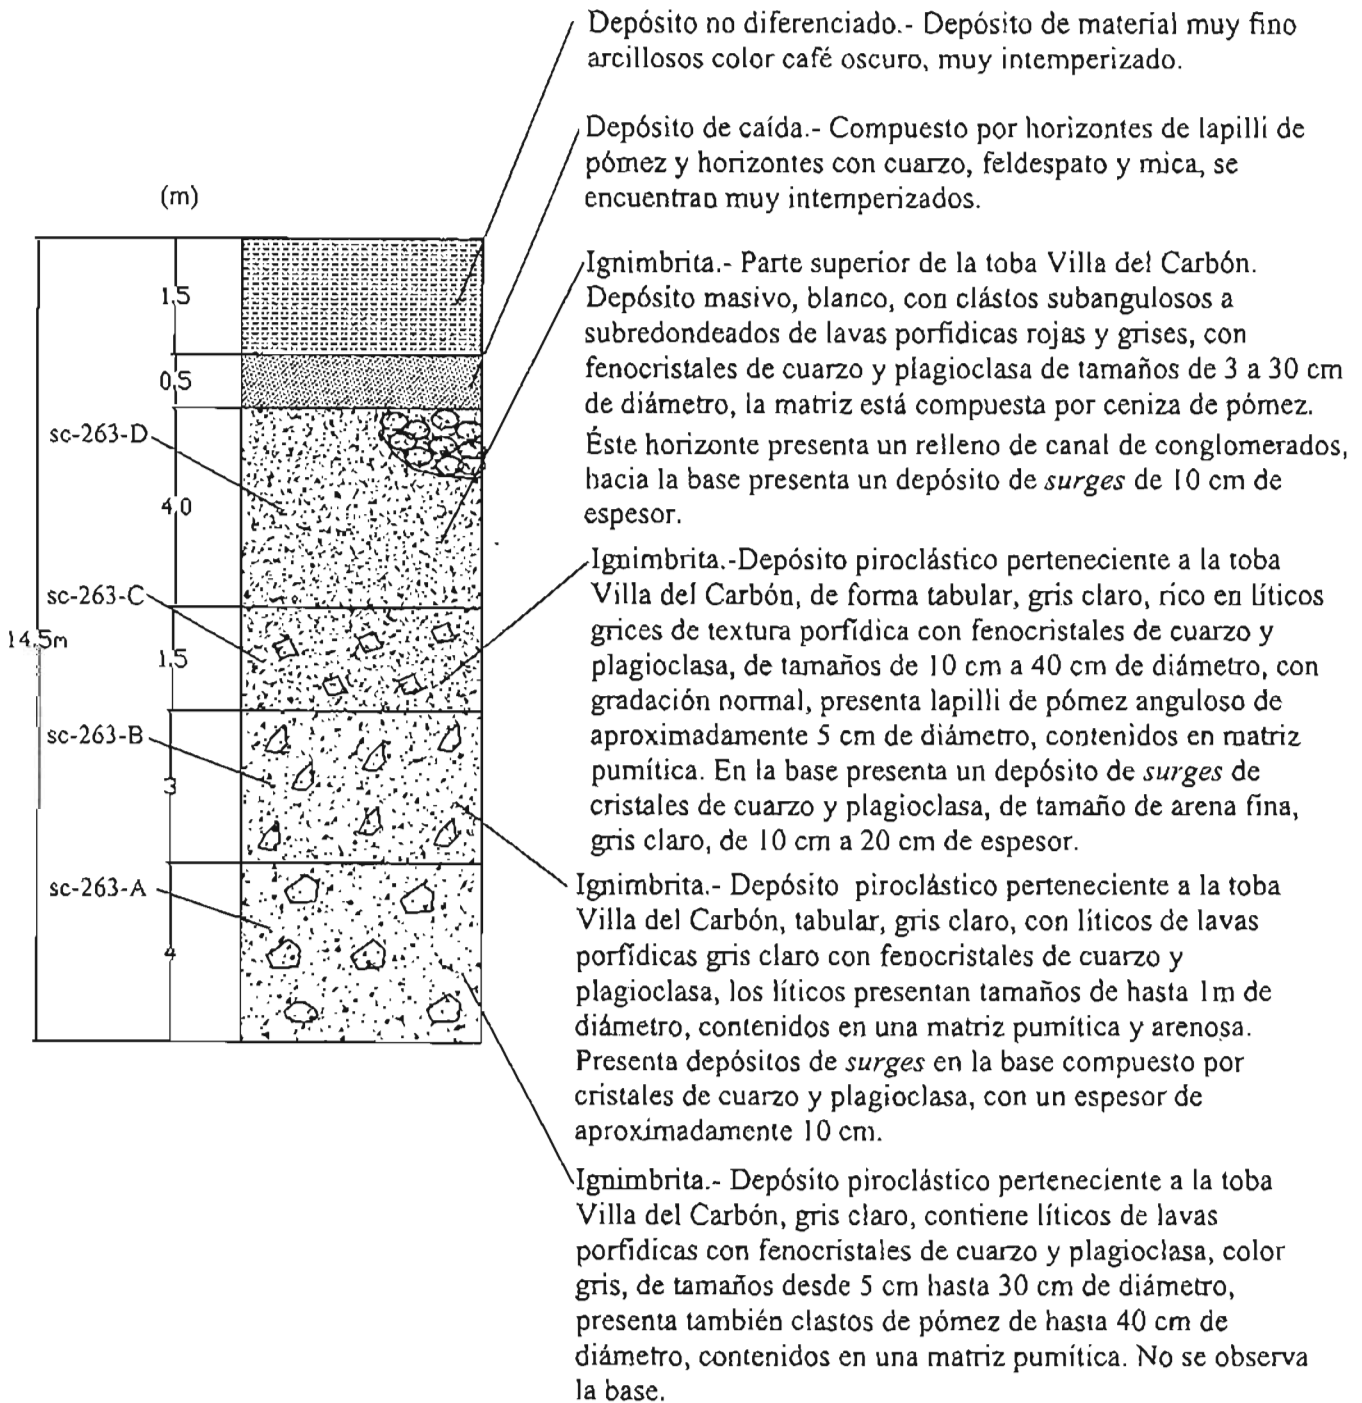 Depósito no diferenciado.- Depósito de material muy fino
arcillosos color café oscuro, muy intemperizado.
Depósito de caída.- Compuesto por horizontes de lapilli de
pómez y horizontes con cuarzo, feldespato y mica, se
encuentran muy intemperizados.
(m)
Ignimbrita.- Parte superior de la toba Villa del Carbón.
Depósito masivo, blanco, con clástos subangulosos a
subredondeados de lavas porfídicas rojas y grises, con
fenocristales de cuarzo y plagioclasa de tamaños de 3 a 30 cm
de diámetro, la matriz está compuesta por ceniza de pómez.
Éste horizonte presenta un relleno de canal de conglomerados,
hacia la base presenta un depósito de surges de 10 cm de
espesor.
1,5
0,5
sc-263-D
4,0
sc-263-C
14,5m
1,5
sc-263-B
3
sc-263-A
4
Ignimbrita.-Depósito piroclástico perteneciente a la toba
Villa del Carbón, de forma tabular, gris claro, rico en líticos
grices de textura porfídica con fenocristales de cuarzo y
plagioclasa, de tamaños de 10 cm a 40 cm de diámetro, con
gradación normal, presenta lapilli de pómez anguloso de
aproximadamente 5 cm de diámetro, contenidos en matriz
pumítica. En la base presenta un depósito de surges de
cristales de cuarzo y plagioclasa, de tamaño de arena fina,
gris claro, de 10 cm a 20 cm de espesor.
Ignimbrita.- Depósito piroclástico perteneciente a la toba
Villa del Carbón, tabular, gris claro, con líticos de lavas
porfídicas gris claro con fenocristales de cuarzo y
plagioclasa, los líticos presentan tamaños de hasta 1m de
diámetro, contenidos en una matriz pumítica y arenosa.
Presenta depósitos de surges en la base compuesto por
cristales de cuarzo y plagioclasa, con un espesor de
aproximadamente 10 cm.
Ignimbrita.- Depósito piroclástico perteneciente a la toba
Villa del Carbón, gris claro, contiene líticos de lavas
porfídicas con fenocristales de cuarzo y plagioclasa, color
gris, de tamaños desde 5 cm hasta 30 cm de diámetro,
presenta también clastos de pómez de hasta 40 cm de
diámetro, contenidos en una matriz pumítica. No se observa
la base.